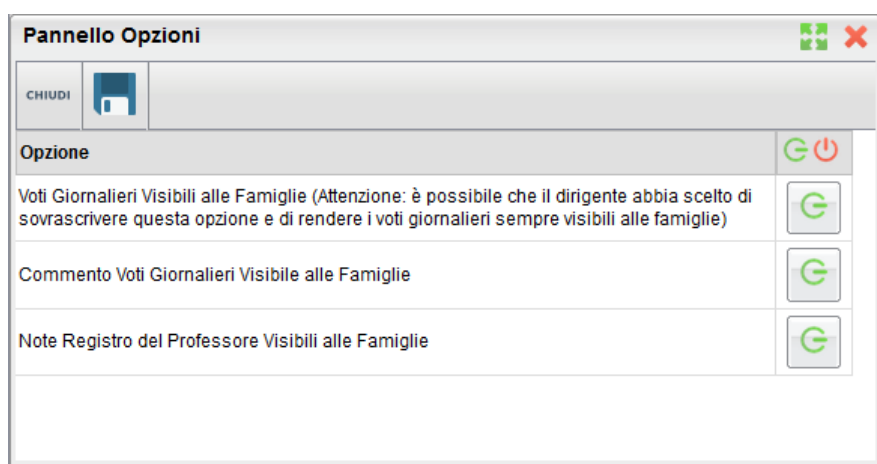 Pannello Opzioni
CHIUDI
Opzione
Voti Giornalieri Visibili alle Famiglie (Attenzione: è possibile che il dirigente abbia scelto di
sovrascrivere questa opzione e di rendere i voti giornalieri sempre visibili alle famiglie)
Commento Voti Giornalieri Visibile alle Famiglie
Note Registro del Professore Visibili alle Famiglie